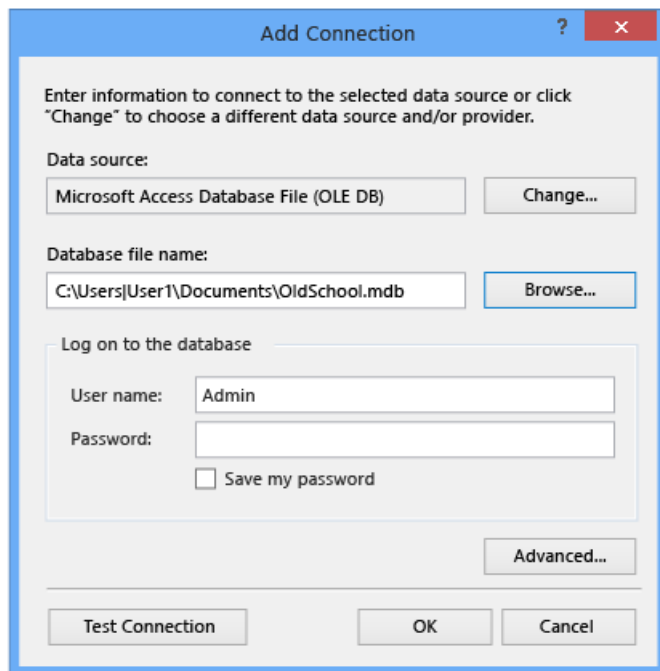 Add Connection
? ×
Enter information to connect to the selected data source or click
"Change" to choose a different data source and/or provider.
Data source:
Microsoft Access Database File (OLE DB)
Change...
Database file name:
C:\Users|User1\Documents\OldSchool.mdb
Browse...
Log on to the database
User name:
Admin
Password:
Save my password
Advanced...
Test Connection
OK
Cancel